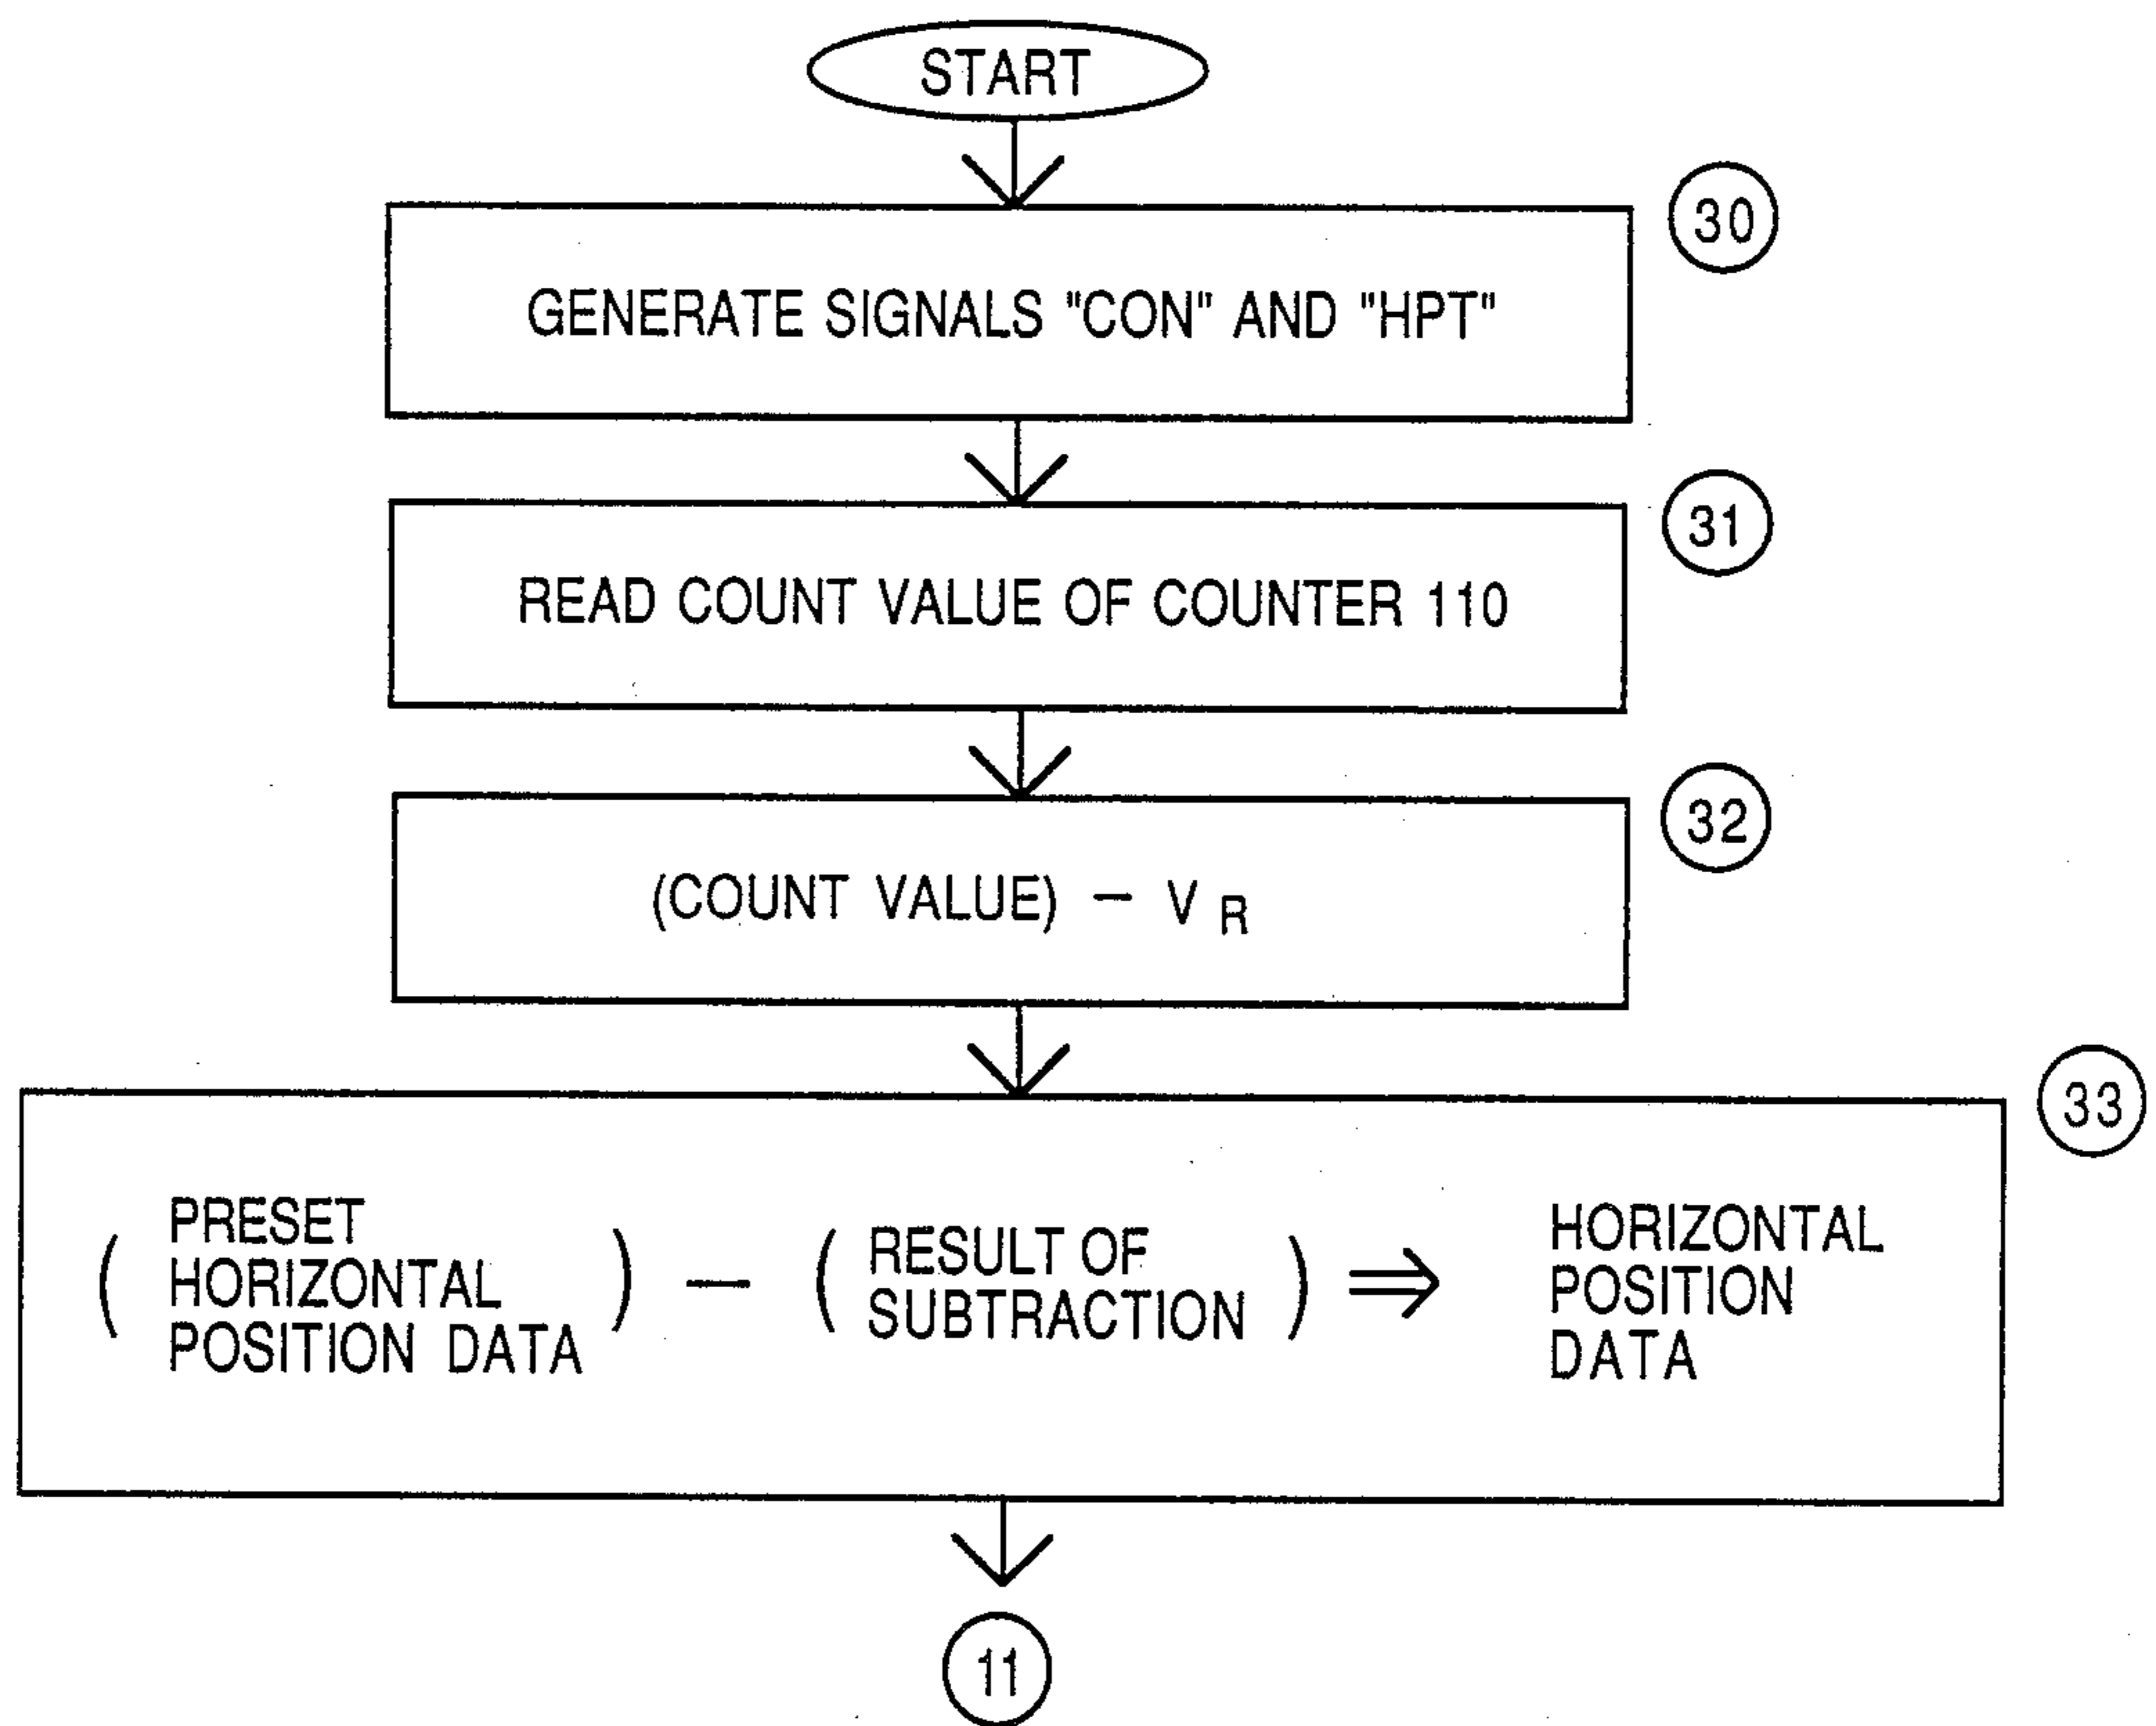 START
30
GENERATE SIGNALS "CON" AND "HPT"
31
READ COUNT VALUE OF COUNTER 110
32
(COUNT VALUE) − V R
33
( PRESET
HORIZONTAL
POSITION DATA ) − ( RESULT OF
SUBTRACTION ) ⇒ HORIZONTAL
POSITION
DATA
11